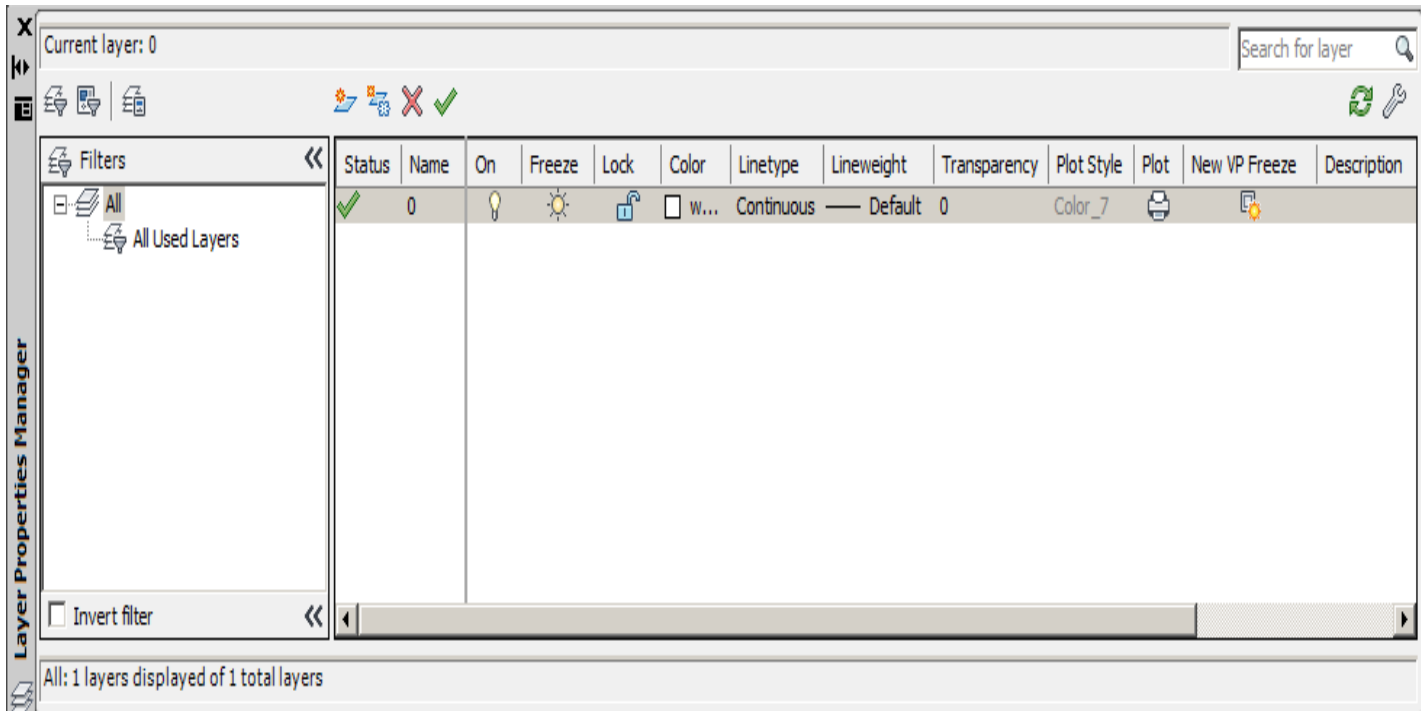 Current layer: 0
Search for layer
Filters
Status Name On Freeze Lock Color Linetype Lineweight Transparency Plot Style Plot New VP Freeze Description
All
0 w... Continuous Default 0 Color_7
All Used Layers
Invert filter
All: 1 layers displayed of 1 total layers
Layer Properties Manager